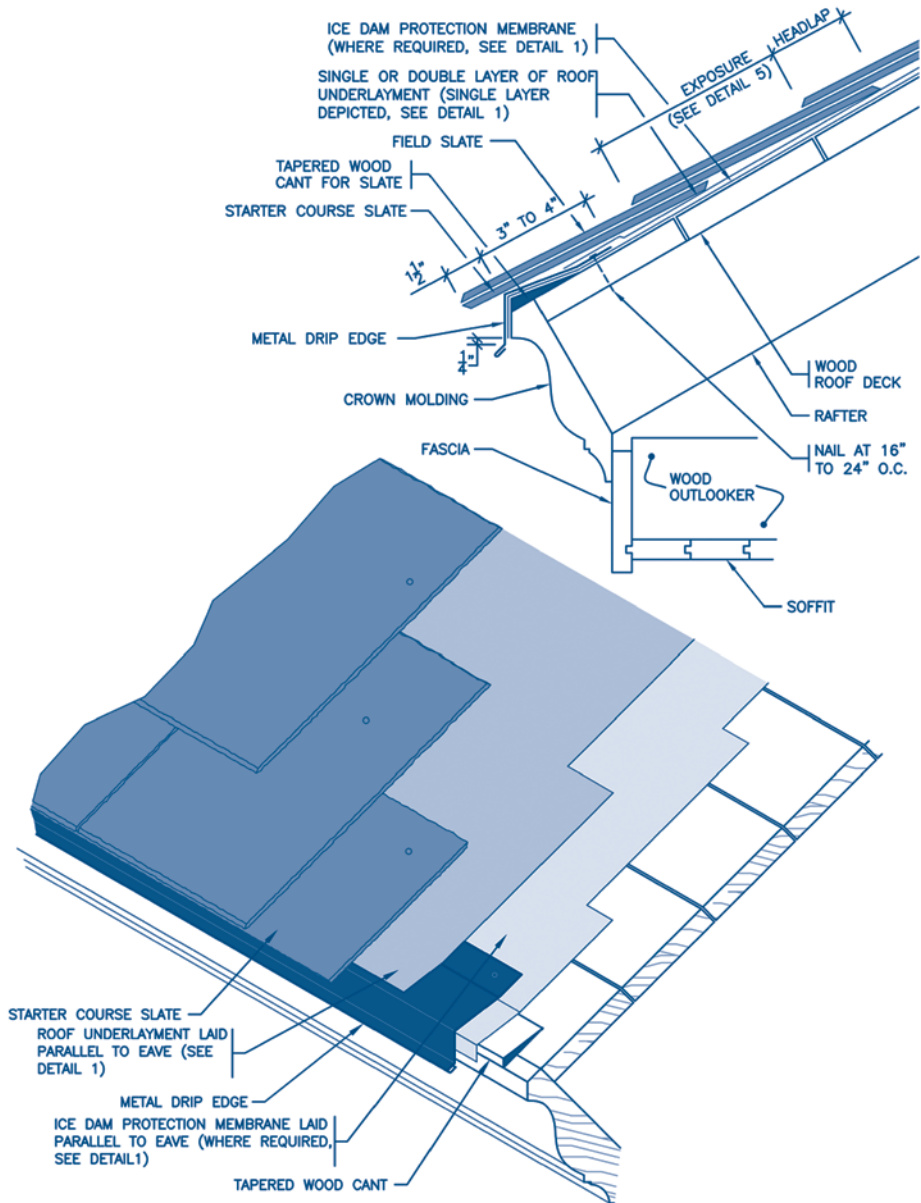 ICE DAM PROTECTION MEMBRANE
(WHERE REQUIRED, SEE DETAIL 1)
SINGLE OR DOUBLE LAYER OF ROOF
UNDERLAYMENT (SINGLE LAYER
DEPICTED, SEE DETAIL 1)
FIELD SLATE
TAPERED WOOD
CANT FOR SLATE
STARTER COURSE SLATE
HEADLAP
EXPOSURE
(SEE DETAIL 5)
3" TO 4"
1 1/2"
METAL DRIP EDGE
1/4"
CROWN MOLDING
FASCIA
WOOD
ROOF DECK
RAFTER
NAIL AT 16"
TO 24" O.C.
WOOD
OUTLOOKER
SOFFIT
STARTER COURSE SLATE
ROOF UNDERLAYMENT LAID
PARALLEL TO EAVE (SEE
DETAIL 1)
METAL DRIP EDGE
ICE DAM PROTECTION MEMBRANE LAID
PARALLEL TO EAVE (WHERE REQUIRED,
SEE DETAIL1)
TAPERED WOOD CANT